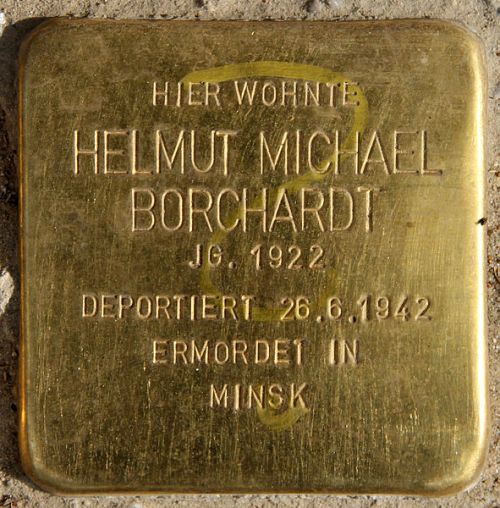 HIER WOHNTE
HELMUT MICHAEL
BORCHARDT
JG. 1922
DEPORTIERT 26.6.1942
ERMORDET IN
MINSK